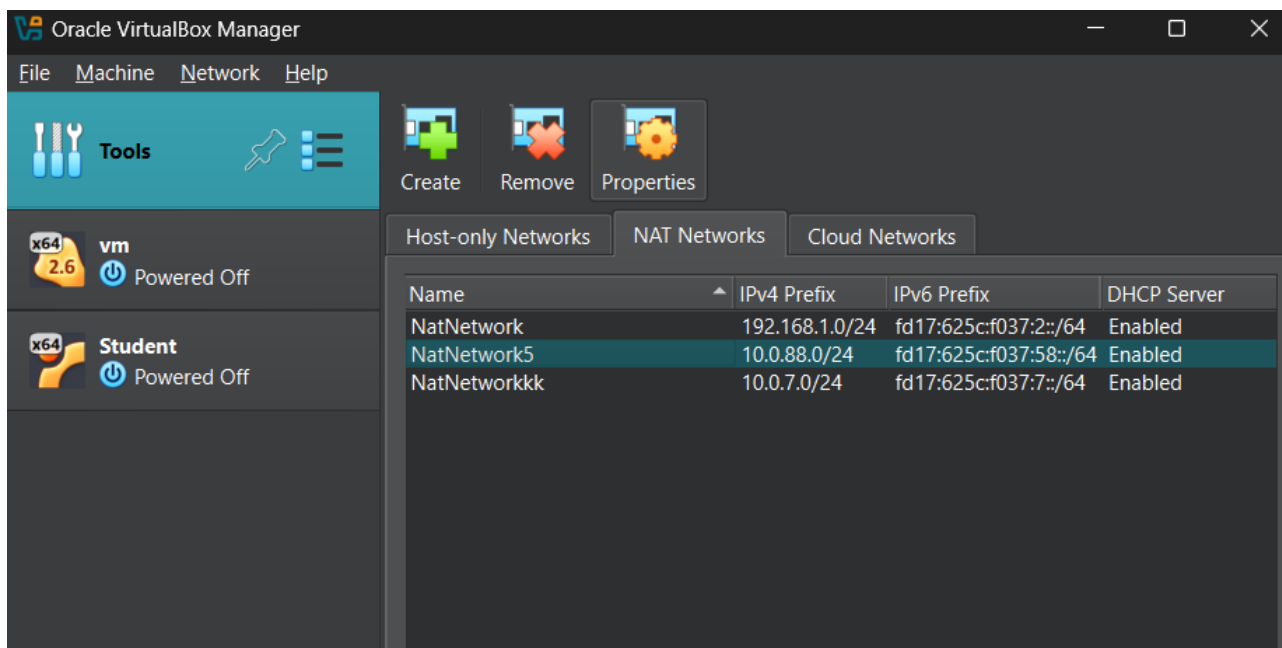 Oracle VirtualBox Manager
File Machine Network Help
Tools
Create Remove Properties
x64 2.6 vm
Powered Off
x64 Student
Powered Off
Host-only Networks NAT Networks Cloud Networks
Name IPv4 Prefix IPv6 Prefix DHCP Server
NatNetwork 192.168.1.0/24 fd17:625c:f037:2::/64 Enabled
NatNetwork5 10.0.88.0/24 fd17:625c:f037:58::/64 Enabled
NatNetworkkk 10.0.7.0/24 fd17:625c:f037:7::/64 Enabled